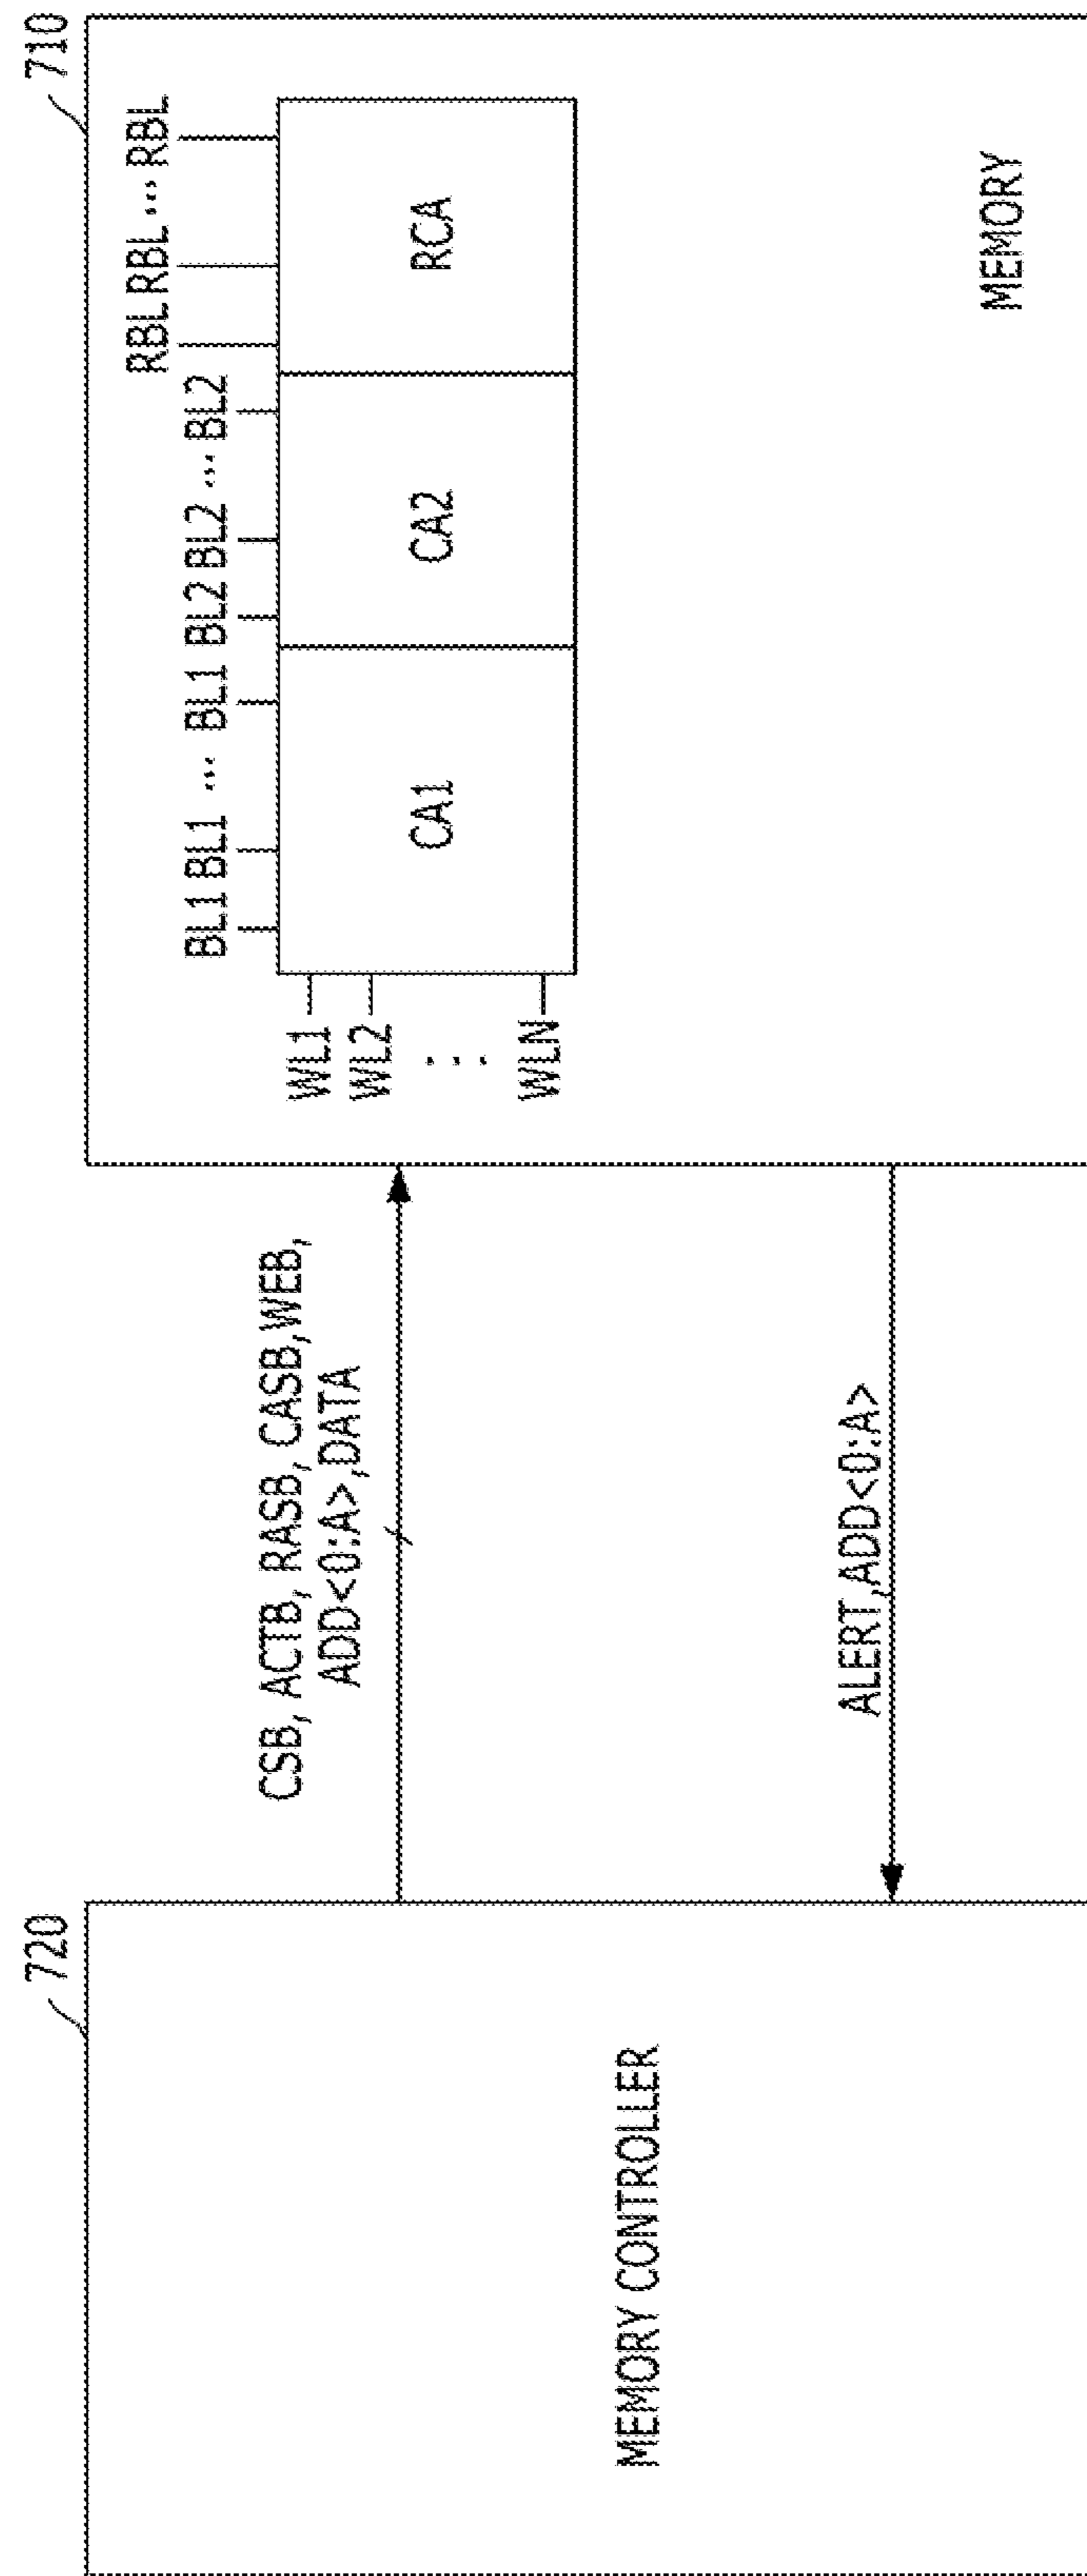 720
710
RBL RBL ... RBL
BL1 BL1 ... BL1 BL2 BL2 ... BL2
CSB, ACTB, RASB, CASB,WEB,
ADD<0:A>,DATA
WL1
WL2
⋮
WLN
CA1
CA2
RCA
MEMORY CONTROLLER
ALERT,ADD<0:A>
MEMORY